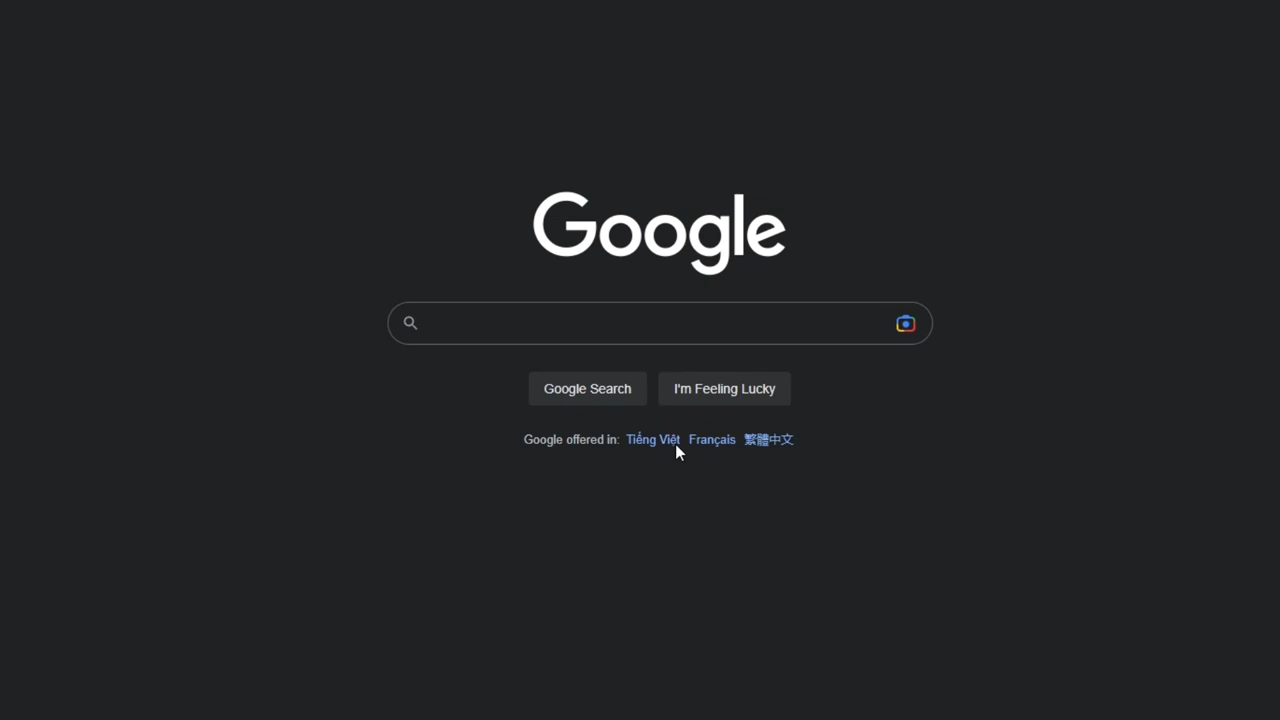 Google
Google Search I'm Feeling Lucky
Google offered in: Tiếng Việt Français 繁體中文